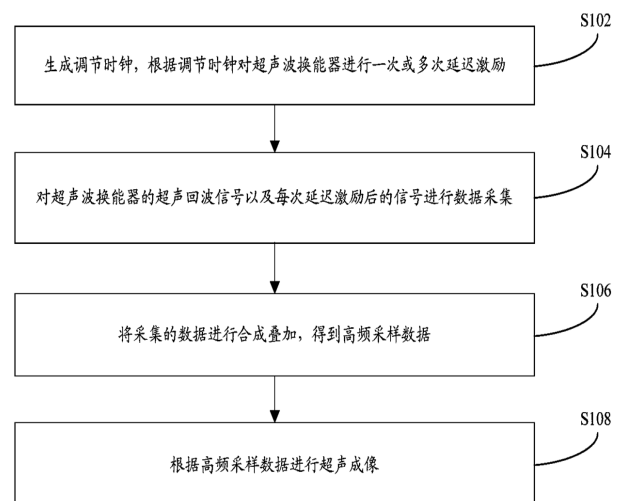 S102
生成调节时钟，根据调节时钟对超声波换能器进行一次或多次延迟激励
S104
对超声波换能器的超声回波信号以及每次延迟激励后的信号进行数据采集
S106
将采集的数据进行合成叠加，得到高频采样数据
S108
根据高频采样数据进行超声成像